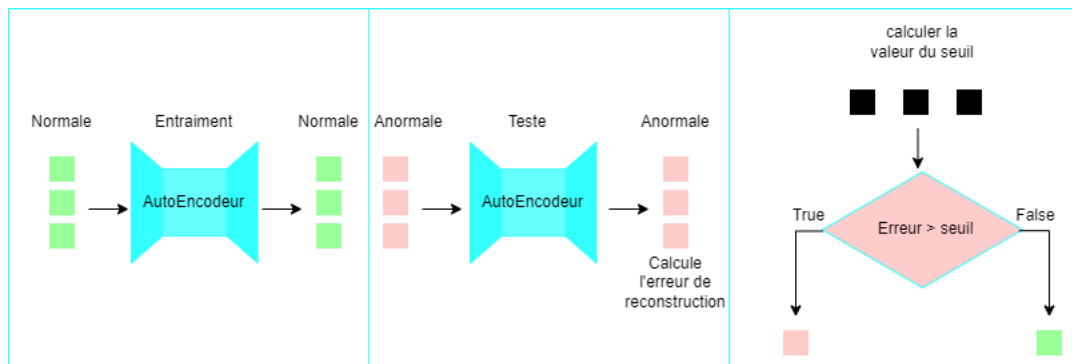 Normale
Entraiment
Normale
AutoEncodeur
Anormale
Teste
Anormale
AutoEncodeur
Calcule
l'erreur de
reconstruction
calculer la
valeur du seuil
True
Erreur > seuil
False